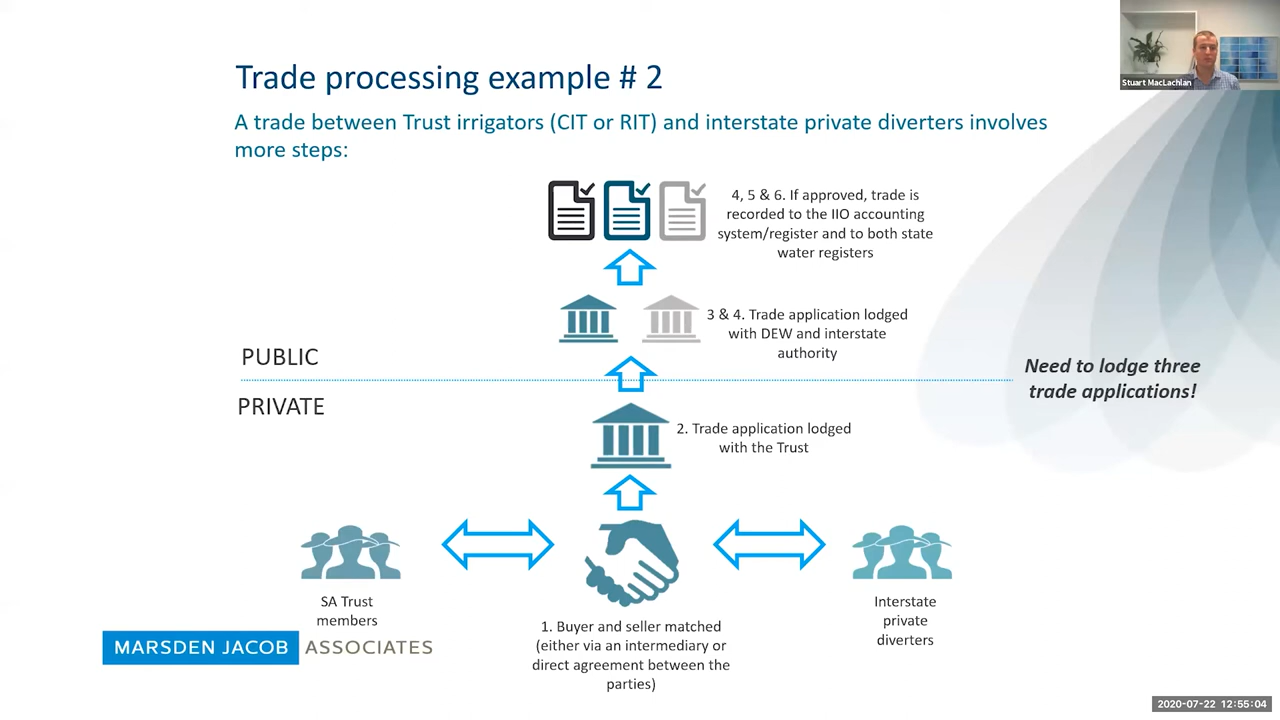 Stuart MacLachlan
Trade processing example # 2
A trade between Trust irrigators (CIT or RIT) and interstate private diverters involves
more steps:
4, 5 & 6. If approved, trade is
recorded to the IIO accounting
system/register and to both state
water registers
3 & 4. Trade application lodged
with DEW and interstate
authority
PUBLIC
Need to lodge three
trade applications!
PRIVATE
2. Trade application lodged
with the Trust
SA Trust
members
1. Buyer and seller matched
(either via an intermediary or
direct agreement between the
parties)
Interstate
private
diverters
MARSDEN JACOB ASSOCIATES
2020-07-22 12:55:04